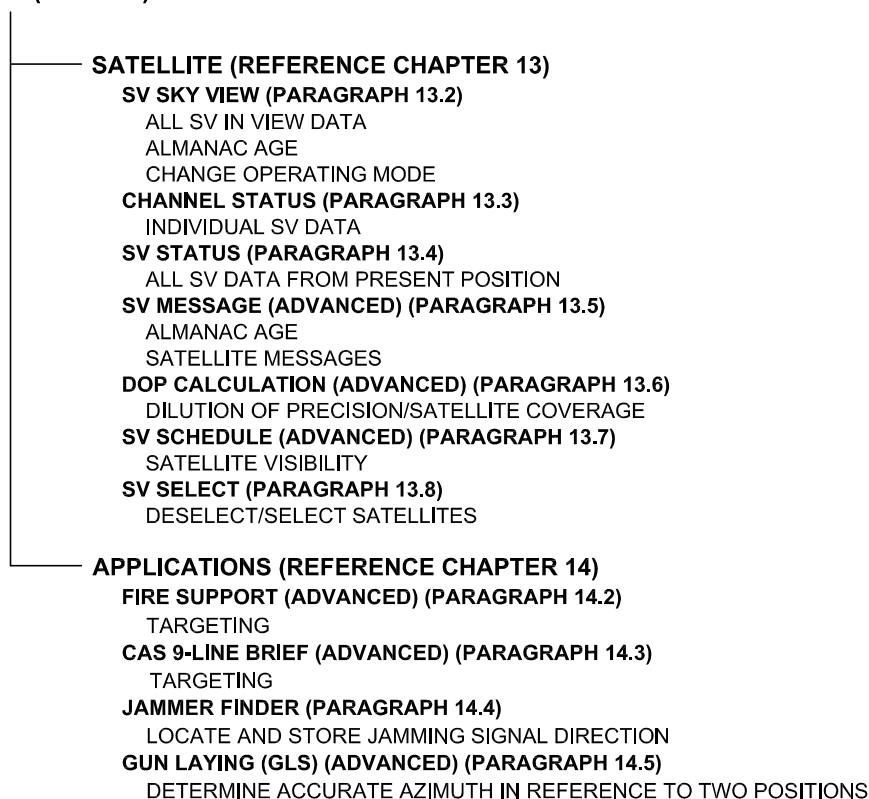 SATELLITE (REFERENCE CHAPTER 13)
SV SKY VIEW (PARAGRAPH 13.2)
ALL SV IN VIEW DATA
ALMANAC AGE
CHANGE OPERATING MODE
CHANNEL STATUS (PARAGRAPH 13.3)
INDIVIDUAL SV DATA
SV STATUS (PARAGRAPH 13.4)
ALL SV DATA FROM PRESENT POSITION
SV MESSAGE (ADVANCED) (PARAGRAPH 13.5)
ALMANAC AGE
SATELLITE MESSAGES
DOP CALCULATION (ADVANCED) (PARAGRAPH 13.6)
DILUTION OF PRECISION/SATELLITE COVERAGE
SV SCHEDULE (ADVANCED) (PARAGRAPH 13.7)
SATELLITE VISIBILITY
SV SELECT (PARAGRAPH 13.8)
DESELECT/SELECT SATELLITES
APPLICATIONS (REFERENCE CHAPTER 14)
FIRE SUPPORT (ADVANCED) (PARAGRAPH 14.2)
TARGETING
CAS 9-LINE BRIEF (ADVANCED) (PARAGRAPH 14.3)
TARGETING
JAMMER FINDER (PARAGRAPH 14.4)
LOCATE AND STORE JAMMING SIGNAL DIRECTION
GUN LAYING (GLS) (ADVANCED) (PARAGRAPH 14.5)
DETERMINE ACCURATE AZIMUTH IN REFERENCE TO TWO POSITIONS